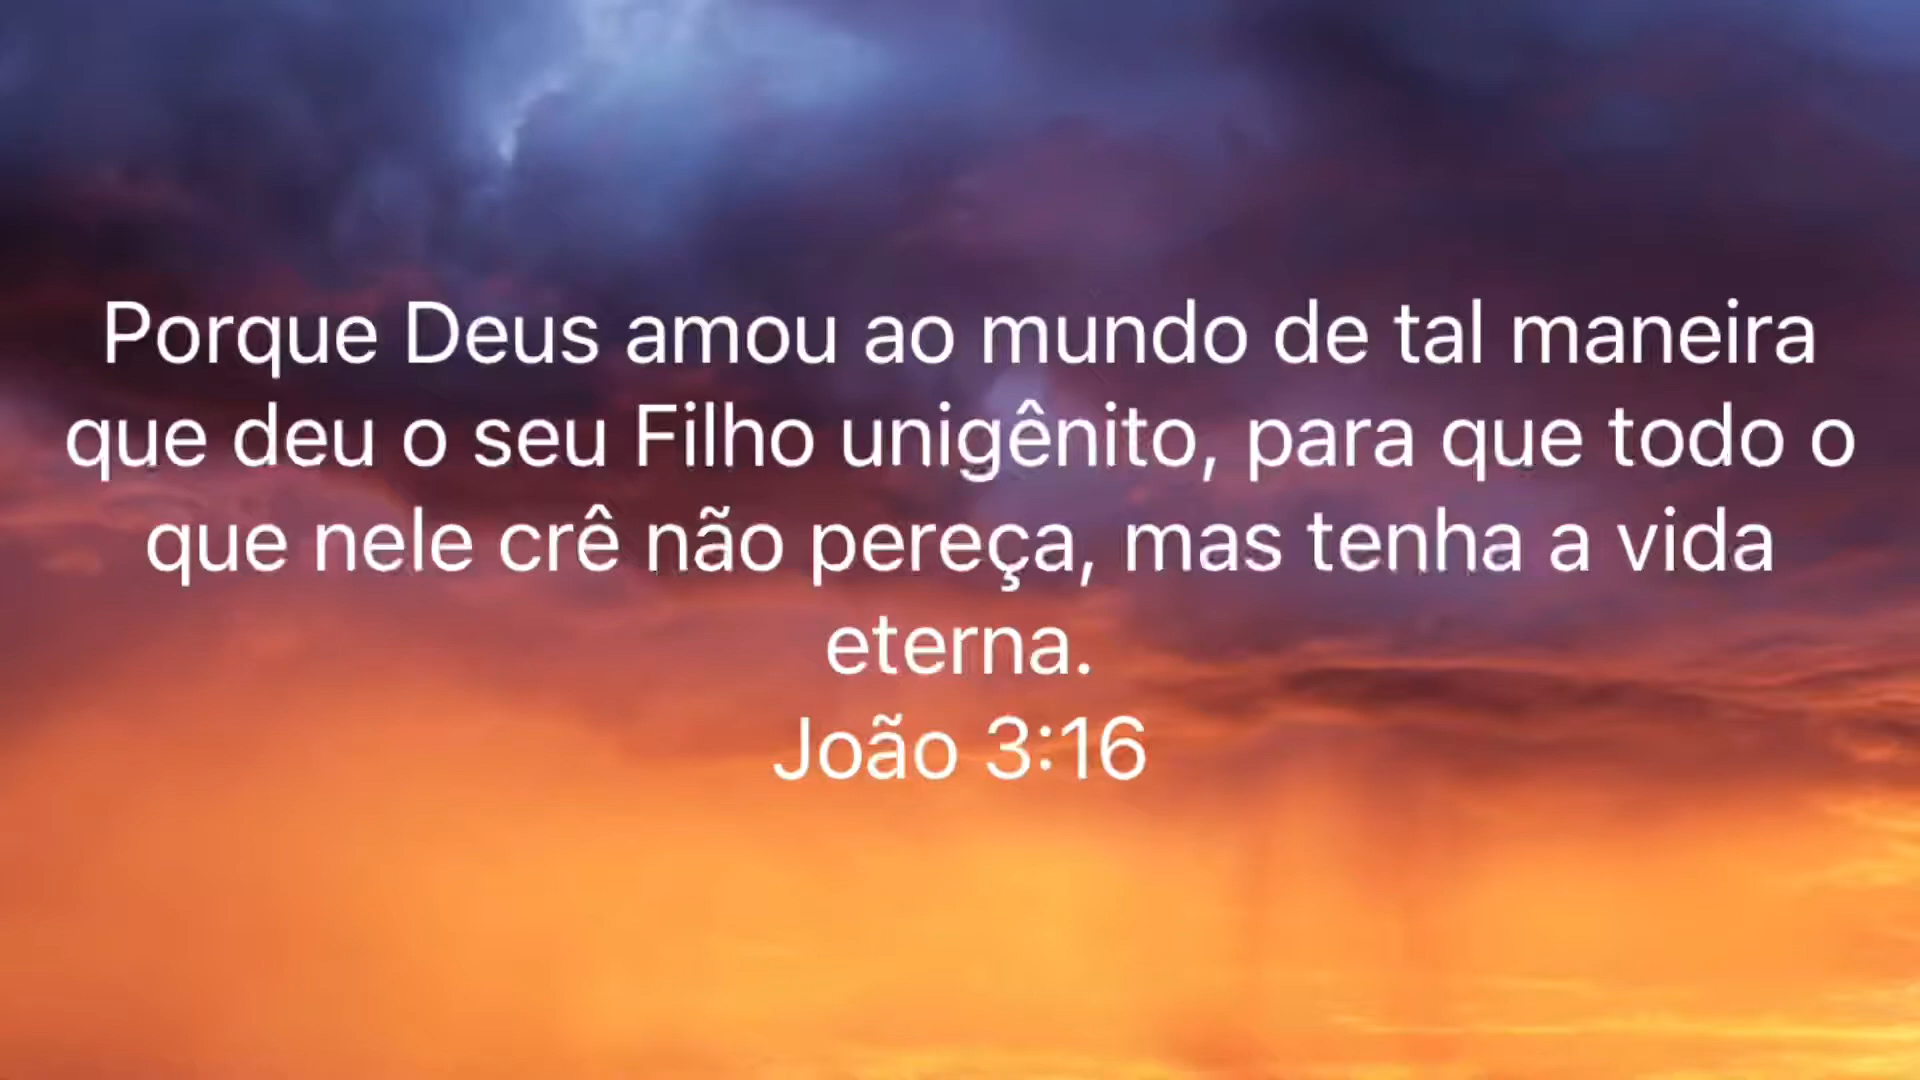 Porque Deus amou ao mundo de tal maneira
que deu o seu Filho unigênito, para que todo o
que nele crê não pereça, mas tenha a vida
eterna.
João 3:16